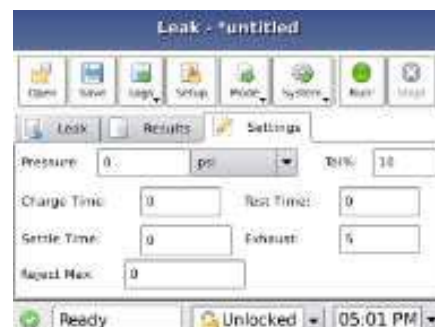 Leak - *untitled
Open Save Logs Setup Mode System Run Stop
Leak Results Settings
Pressure 0 psi Tol% 10
Charge Time: 0 Test Time: 0
Settle Time: 0 Exhaust: 5
Reject Max: 0
Ready Unlocked 05:01 PM